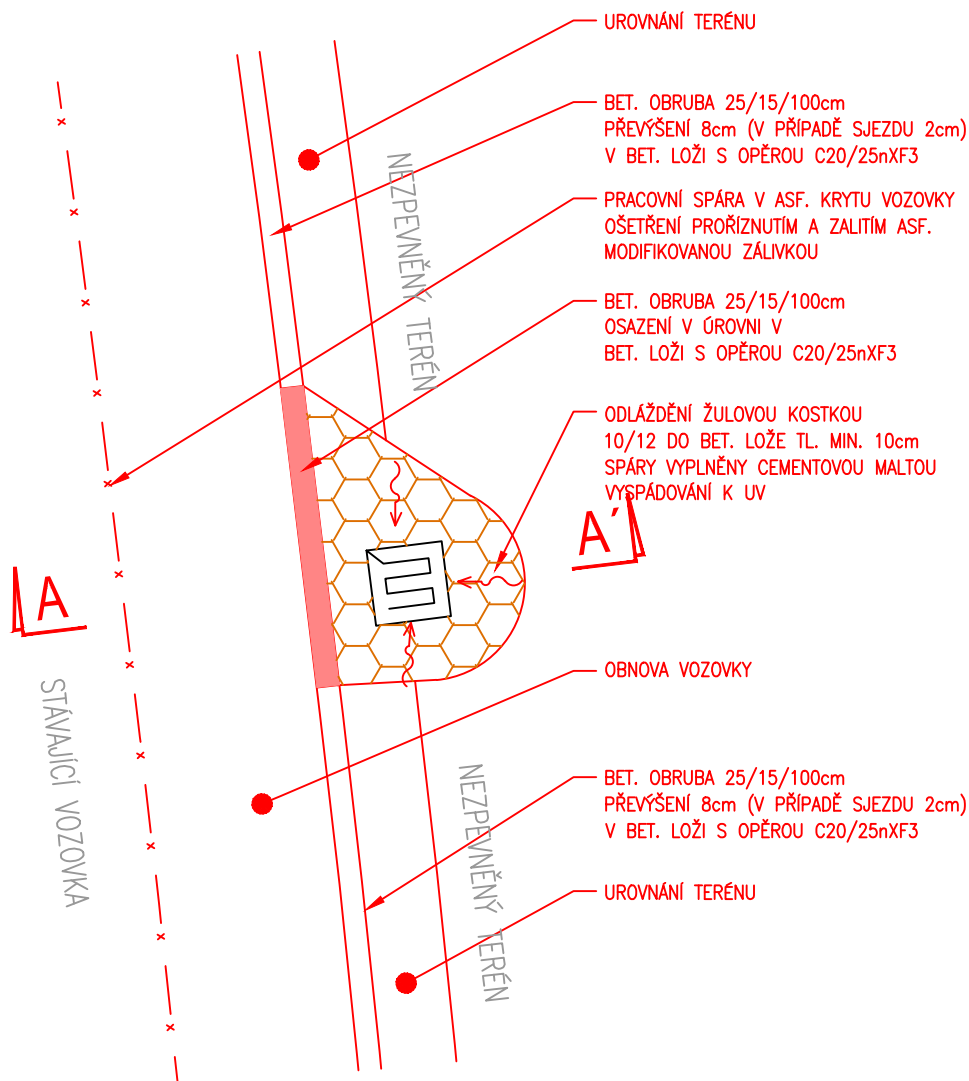 UROVNÁNÍ TERÉNU
BET. OBRUBA 25/15/100cm
PŘEVÝŠENÍ 8cm (V PŘÍPADĚ SJEZDU 2cm)
V BET. LOŽI S OPĚROU C20/25nXF3
NEZPEVNĚNÝ TERÉN
PRACOVNÍ SPÁRA V ASF. KRYTU VOZOVKY
OŠETŘENÍ PROŘÍZNUTÍM A ZALITÍM ASF.
MODIFIKOVANOU ZÁLIVKOU
BET. OBRUBA 25/15/100cm
OSAZENÍ V ÚROVNI V
BET. LOŽI S OPĚROU C20/25nXF3
ODLÁŽDĚNÍ ŽULOVOU KOSTKOU
10/12 DO BET. LOŽE TL. MIN. 10cm
SPÁRY VYPLNĚNY CEMENTOVOU MALTOU
VYSPÁDOVÁNÍ K UV
A´
A
OBNOVA VOZOVKY
STÁVAJÍCÍ VOZOVKA
NEZPEVNĚNÝ TERÉN
BET. OBRUBA 25/15/100cm
PŘEVÝŠENÍ 8cm (V PŘÍPADĚ SJEZDU 2cm)
V BET. LOŽI S OPĚROU C20/25nXF3
UROVNÁNÍ TERÉNU